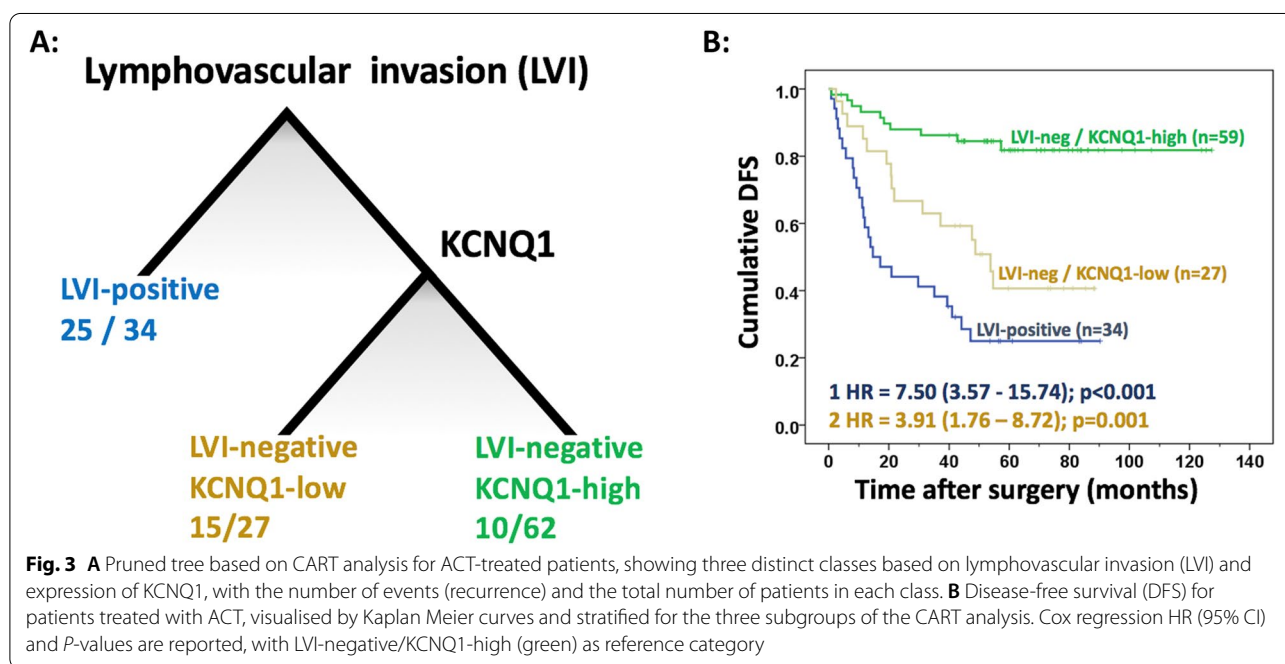 A:
Lymphovascular invasion (LVI)
KCNQ1
LVI-positive
25 / 34
LVI-negative
KCNQ1-low
15/27
LVI-negative
KCNQ1-high
10/62
B:
Cumulative DFS
1.0
0.8
0.6
0.4
0.2
0.0
LVI-neg / KCNQ1-high (n=59)
LVI-neg / KCNQ1-low (n=27)
LVI-positive (n=34)
1 HR = 7.50 (3.57 - 15.74); p<0.001
2 HR = 3.91 (1.76 – 8.72); p=0.001
0 20 40 60 80 100 120 140
Time after surgery (months)
Fig. 3 A Pruned tree based on CART analysis for ACT-treated patients, showing three distinct classes based on lymphovascular invasion (LVI) and
expression of KCNQ1, with the number of events (recurrence) and the total number of patients in each class. B Disease-free survival (DFS) for
patients treated with ACT, visualised by Kaplan Meier curves and stratified for the three subgroups of the CART analysis. Cox regression HR (95% CI)
and P-values are reported, with LVI-negative/KCNQ1-high (green) as reference category